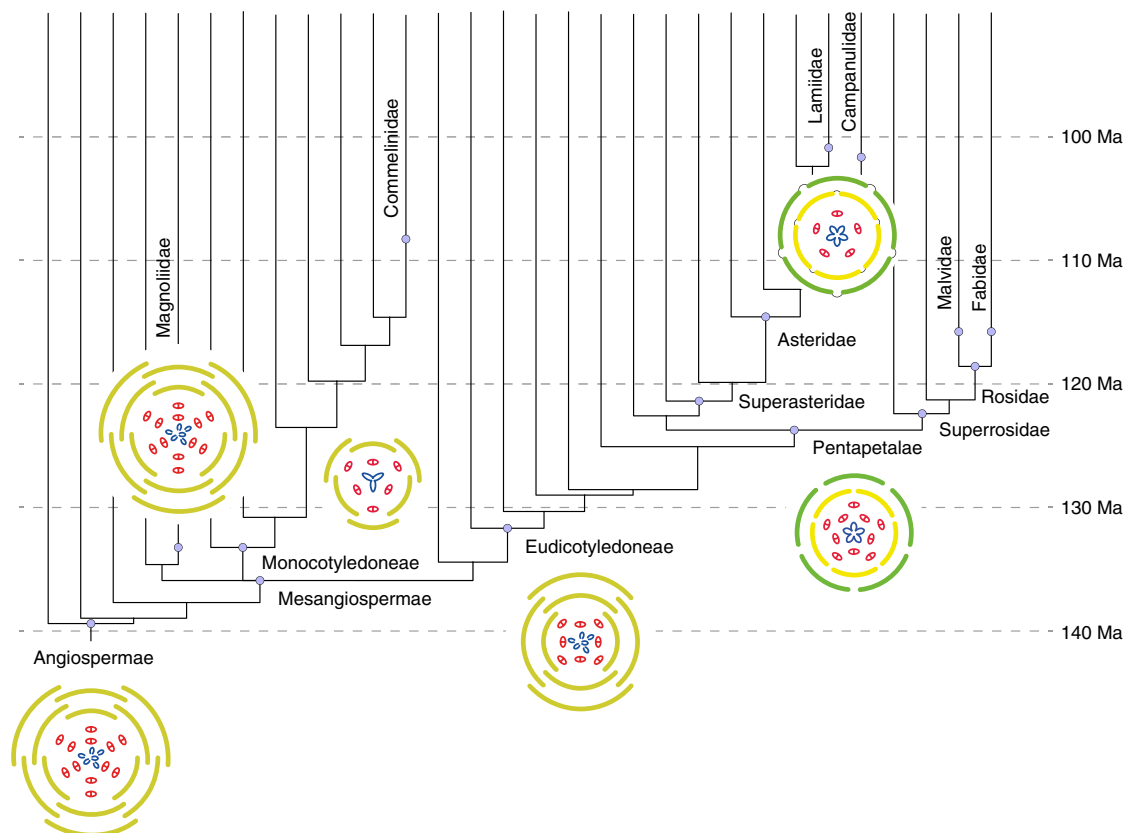 Lamiidae
Campanulidae
100 Ma
Commelinidae
Magnoliidae
110 Ma
Malvidae
Fabidae
Asteridae
120 Ma
Superasteridae
Rosidae
Superrosidae
Pentapetalae
130 Ma
Eudicotyledoneae
Monocotyledoneae
Mesangiospermae
140 Ma
Angiospermae